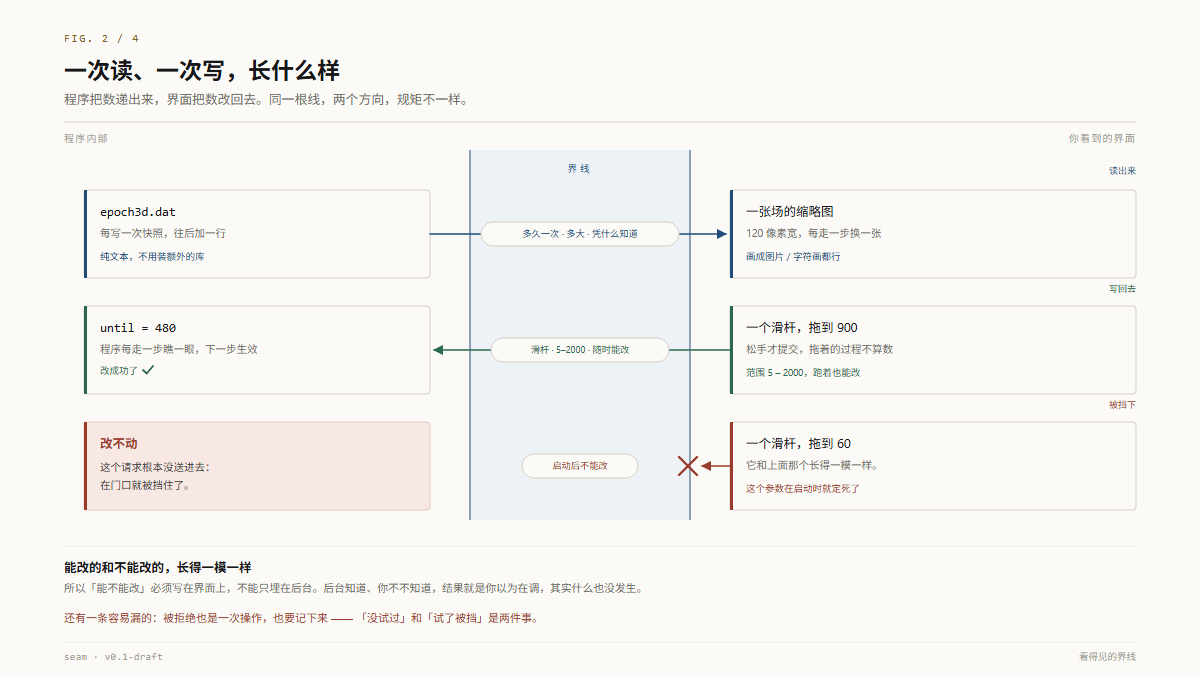 FIG. 2 / 4
一次读、一次写，长什么样
程序把数递出来，界面把数改回去。同一根线，两个方向，规矩不一样。
程序内部
你看到的界面
界 线
读出来
epoch3d.dat
每写一次快照，往后加一行
纯文本，不用装额外的库
多久一次 · 多大 · 凭什么知道
一张场的缩略图
120 像素宽，每走一步换一张
画成图片 / 字符画都行
写回去
until = 480
程序每走一步瞧一眼，下一步生效
改成功了
滑杆 · 5–2000 · 随时能改
一个滑杆，拖到 900
松手才提交，拖着的过程不算数
范围 5 – 2000，跑着也能改
被挡下
改不动
这个请求根本没送进去：
在门口就被挡住了。
启动后不能改
一个滑杆，拖到 60
它和上面那个长得一模一样。
这个参数在启动时就定死了
能改的和不能改的，长得一模一样
所以「能不能改」必须写在界面上，不能只埋在后台。后台知道、你不不知道，结果就是你以为在调，其实什么也没发生。
还有一条容易漏的：被拒绝也是一次操作，也要记下来 —— 「没试过」和「试了被挡」是两件事。
seam · v0.1-draft
看得见的界线